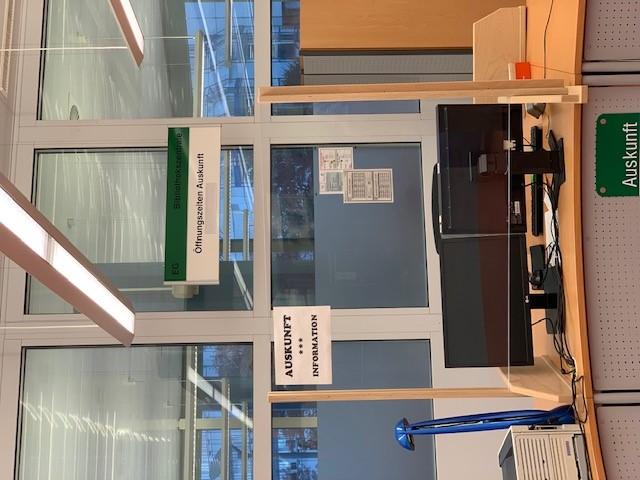 EG Bibliothekszentrale
Öffnungszeiten Auskunft
AUSKUNFT
***
INFORMATION
Auskunft